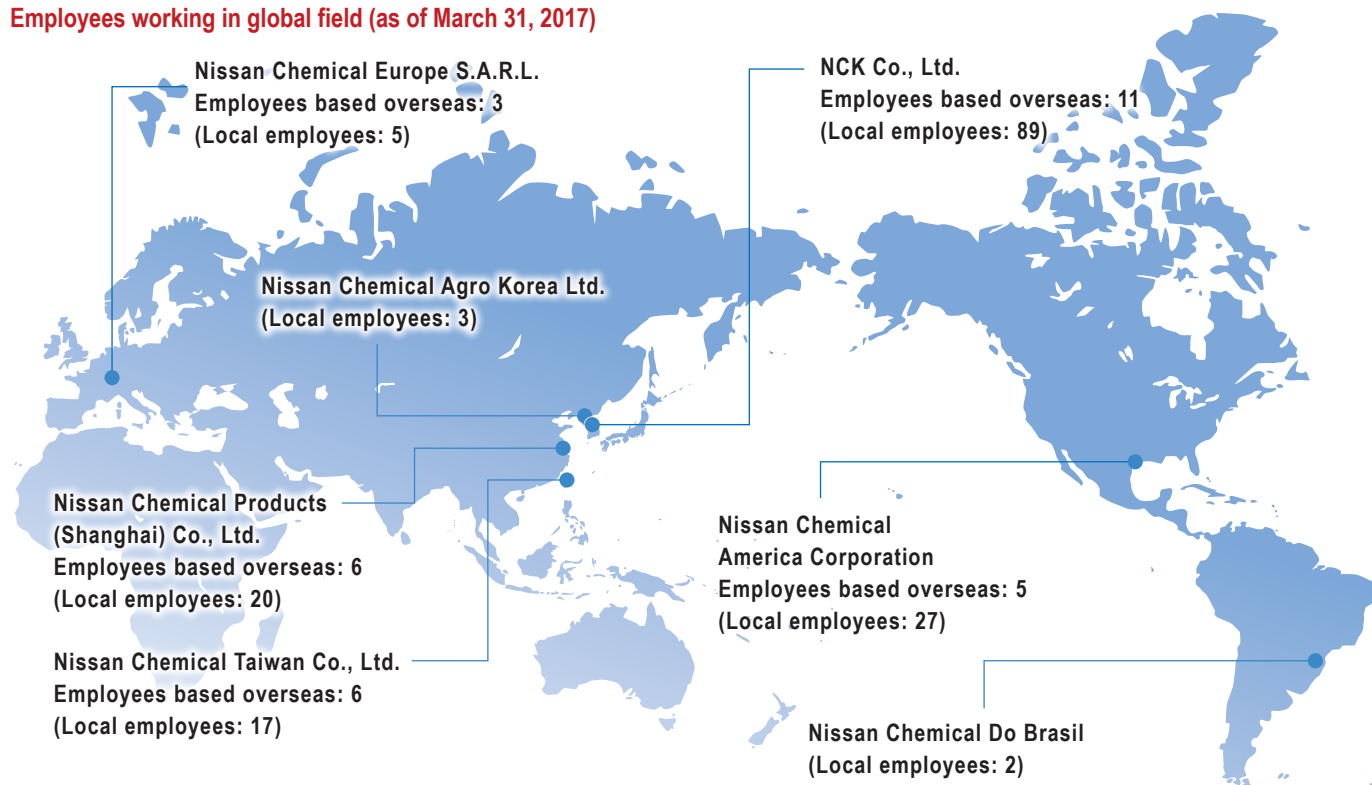 Employees working in global field (as of March 31, 2017)
Nissan Chemical Europe S.A.R.L.
Employees based overseas: 3
(Local employees: 5)
NCK Co., Ltd.
Employees based overseas: 11
(Local employees: 89)
Nissan Chemical Agro Korea Ltd.
(Local employees: 3)
Nissan Chemical Products
(Shanghai) Co., Ltd.
Employees based overseas: 6
(Local employees: 20)
Nissan Chemical Taiwan Co., Ltd.
Employees based overseas: 6
(Local employees: 17)
Nissan Chemical
America Corporation
Employees based overseas: 5
(Local employees: 27)
Nissan Chemical Do Brasil
(Local employees: 2)